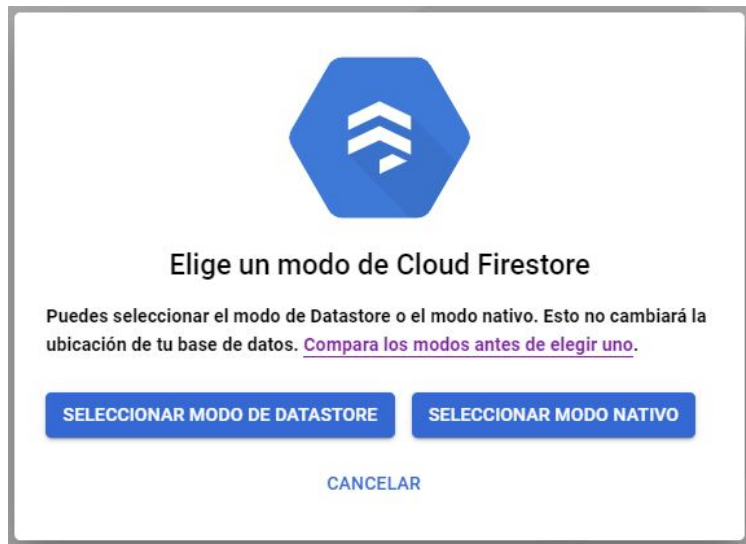 Elige un modo de Cloud Firestore
Puedes seleccionar el modo de Datastore o el modo nativo. Esto no cambiará la
ubicación de tu base de datos. Compara los modos antes de elegir uno.
SELECCIONAR MODO DE DATASTORE
SELECCIONAR MODO NATIVO
CANCELAR